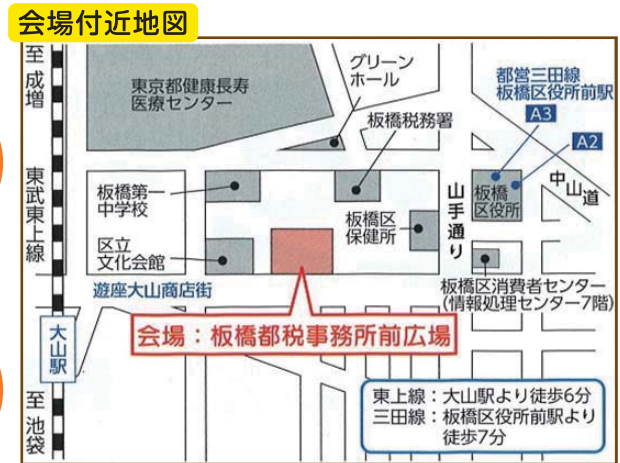 会場付近地図
至
成増
東武東上線
大山駅
至
池袋
東京都健康長寿
医療センター
グリーン
ホール
板橋税務署
都営三田線
板橋区役所前駅
A3
A2
中山道
板橋
区役所
山手通り
板橋第一
中学校
板橋区
保健所
区立
文化会館
板橋区消費者センター
(情報処理センター7階)
遊座大山商店街
会場：板橋都税事務所前広場
東上線：大山駅より徒歩6分
三田線：板橋区役所前駅より
徒歩7分